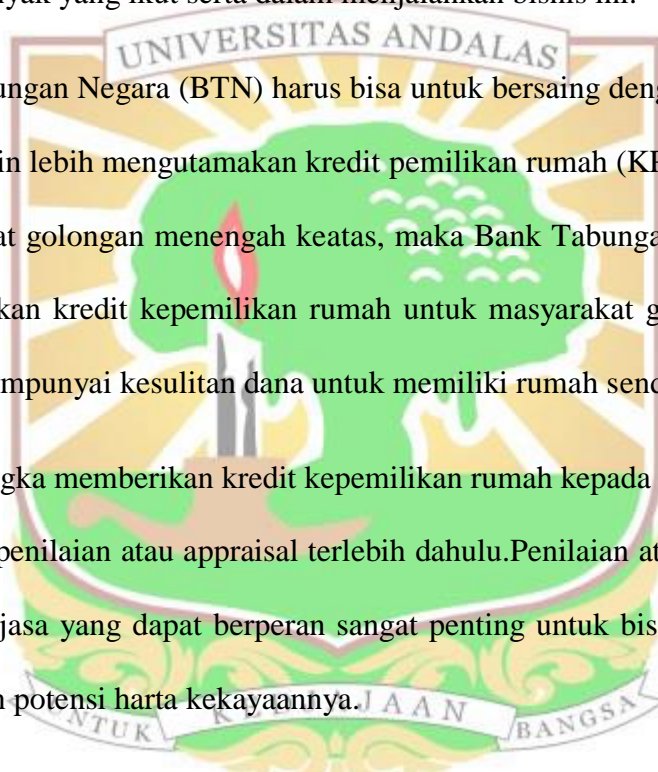 yak yang ikut serta dalam menjalankan bisnis ini.
UNIVERSITAS ANDALAS
ungan Negara (BTN) harus bisa untuk bersaing deng
in lebih mengutamakan kredit pemilikan rumah (KP
at golongan menengah keatas, maka Bank Tabunga
kan kredit kepemilikan rumah untuk masyarakat g
mpunyai kesulitan dana untuk memiliki rumah send
gka memberikan kredit kepemilikan rumah kepada
penilaian atau appraisal terlebih dahulu.Penilaian at
jasa yang dapat berperan sangat penting untuk bis
n potensi harta kekayaannya.
UNTUK KEDJAJAAN BANGSA